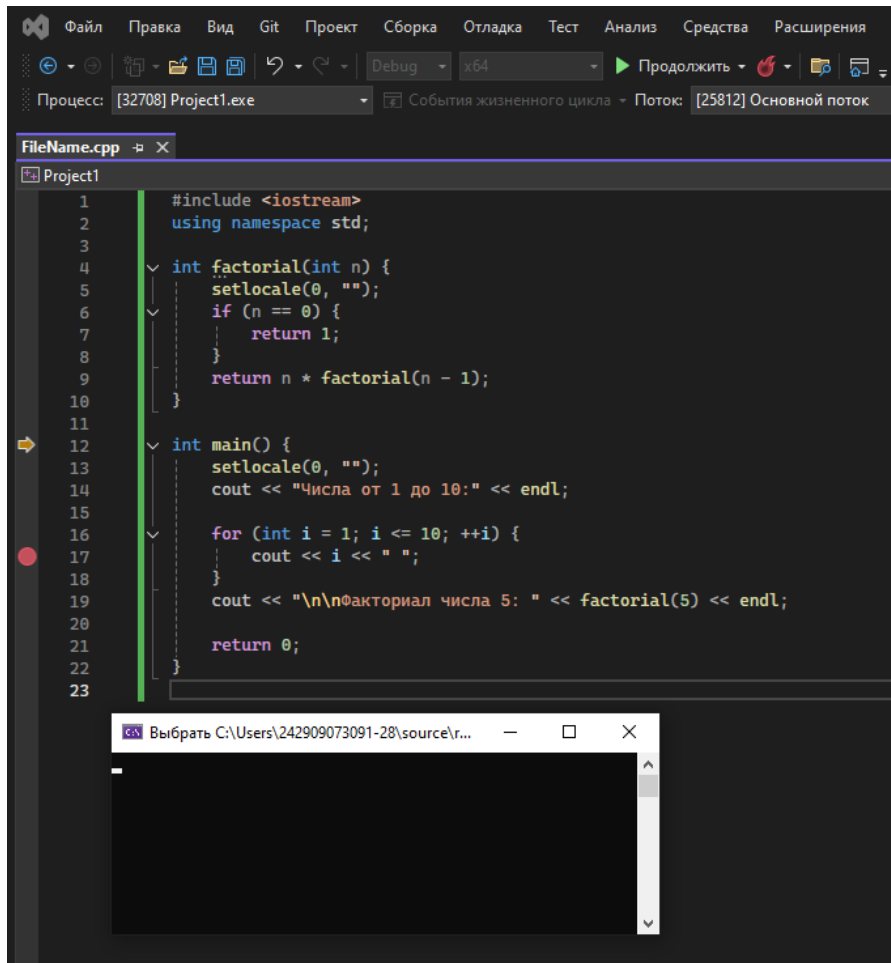 Файл Правка Вид Git Проект Сборка Отладка Тест Анализ Средства Расширения
Debug x64 Продолжить
Процесс: [32708] Project1.exe События жизненного цикла Поток: [25812] Основной поток
FileName.cpp
Project1
1 #include <iostream>
2 using namespace std;
3
4 int factorial(int n) {
5 setlocale(0, "");
6 if (n == 0) {
7 return 1;
8 }
9 return n * factorial(n - 1);
10 }
11
12 int main() {
13 setlocale(0, "");
14 cout << "Числа от 1 до 10:" << endl;
15
16 for (int i = 1; i <= 10; ++i) {
17 cout << i << " ";
18 }
19 cout << "\n\nФакториал числа 5: " << factorial(5) << endl;
20
21 return 0;
22 }
23
Выбрать C:\Users\242909073091-28\source\r...